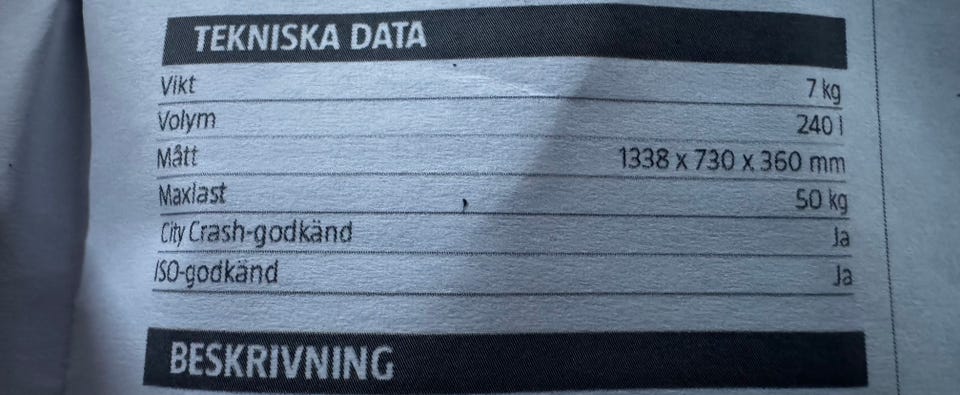 TEKNISKA DATA
Vikt 7 kg
Volym 240 l
Mått 1338 x 730 x 360 mm
Maxlast 50 kg
City Crash-godkänd Ja
ISO-godkänd Ja
BESKRIVNING